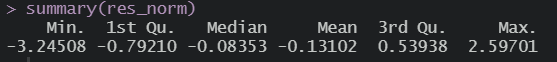 > summary(res_norm)
Min. 1st Qu. Median Mean 3rd Qu. Max.
-3.24508 -0.79210 -0.08353 -0.13102 0.53938 2.59701